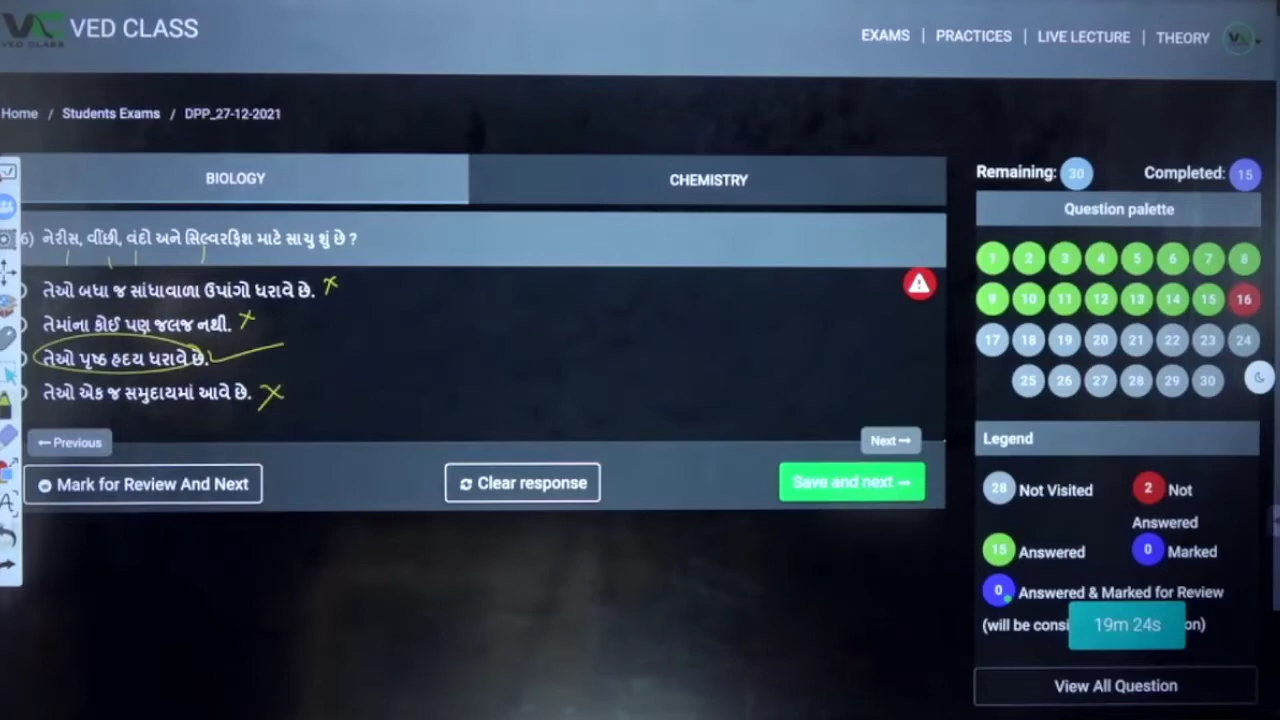 VED CLASS
VED CLASS
EXAMS | PRACTICES | LIVE LECTURE | THEORY
Home / Students Exams / DPP_27-12-2021
BIOLOGY
CHEMISTRY
6) નેરીસ, વીંછી, વંદો અને સિલ્વરફિશ માટે સાચુ શું છે ?
તેઓ બધા જ સાંધાવાળા ઉપાંગો ધરાવે છે.
તેમાંના કોઈ પણ જલજ નથી.
તેઓ પૃષ્ઠ હૃદય ધરાવે છે.
તેઓ એક જ સમુદાયમાં આવે છે.
← Previous
Next →
Mark for Review And Next
Clear response
Save and next →
Remaining: 30
Completed: 15
Question palette
1 2 3 4 5 6 7 8
9 10 11 12 13 14 15 16
17 18 19 20 21 22 23 24
25 26 27 28 29 30
Legend
28 Not Visited
2 Not Answered
15 Answered
0 Marked
0 Answered & Marked for Review
(will be consi
on)
19m 24s
View All Question